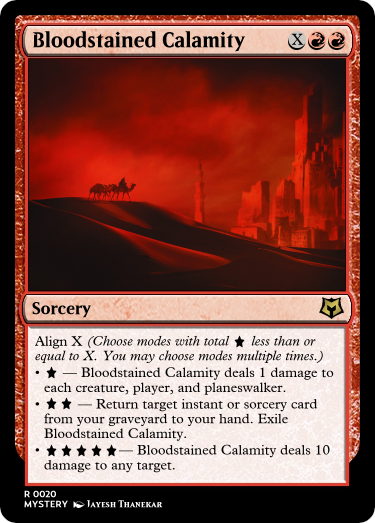 Bloodstained Calamity X
Sorcery
Align X (Choose modes with total ★ less than or
equal to X. You may choose modes multiple times.)
• ★ — Bloodstained Calamity deals 1 damage to
each creature, player, and planeswalker.
• ★ ★ — Return target instant or sorcery card
from your graveyard to your hand. Exile
Bloodstained Calamity.
• ★ ★ ★ ★ ★ — Bloodstained Calamity deals 10
damage to any target.
R 0020
MYSTERY Jayesh Thanekar